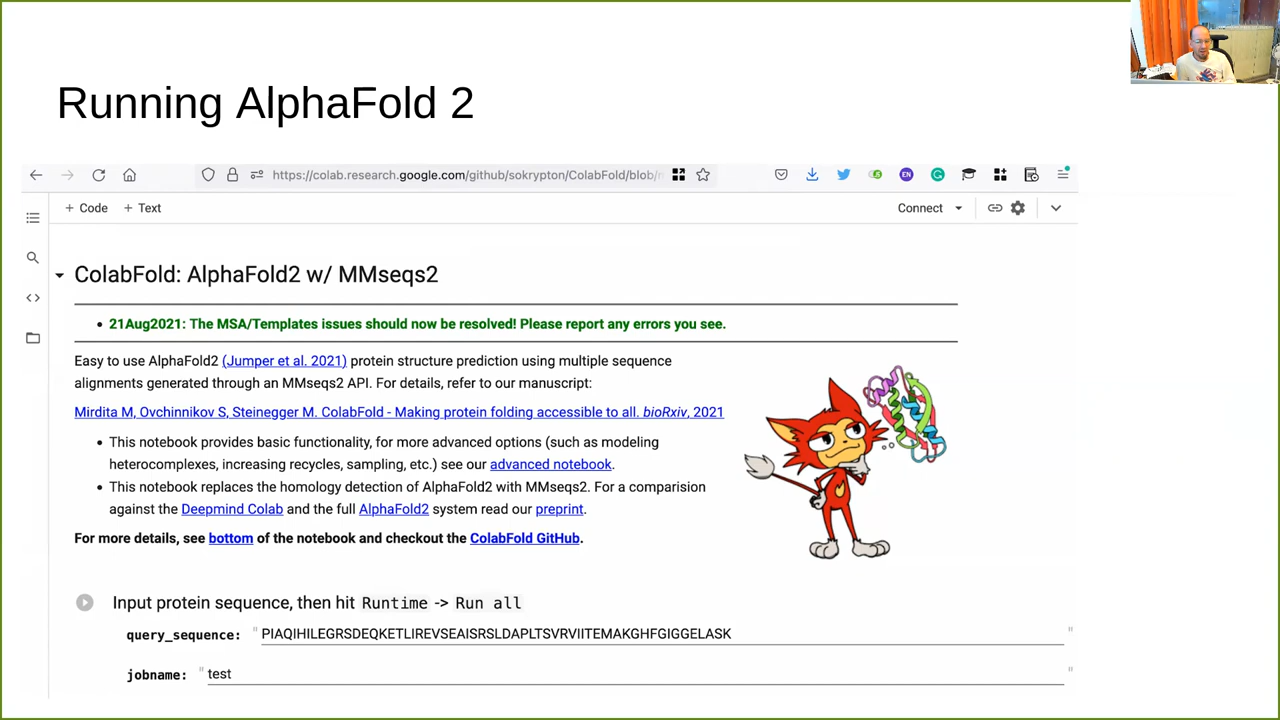 Running AlphaFold 2
https://colab.research.google.com/github/sokrypton/ColabFold/blob/
EN
+ Code + Text
Connect
ColabFold: AlphaFold2 w/ MMseqs2
• 21Aug2021: The MSA/Templates issues should now be resolved! Please report any errors you see.
Easy to use AlphaFold2 (Jumper et al. 2021) protein structure prediction using multiple sequence
alignments generated through an MMseqs2 API. For details, refer to our manuscript:
Mirdita M, Ovchinnikov S, Steinegger M. ColabFold - Making protein folding accessible to all. bioRxiv, 2021
• This notebook provides basic functionality, for more advanced options (such as modeling
heterocomplexes, increasing recycles, sampling, etc.) see our advanced notebook.
• This notebook replaces the homology detection of AlphaFold2 with MMseqs2. For a comparision
against the Deepmind Colab and the full AlphaFold2 system read our preprint.
For more details, see bottom of the notebook and checkout the ColabFold GitHub.
Input protein sequence, then hit Runtime -> Run all
query_sequence: " PIAQIHILEGRSDEQKETLIREVSEAISRSLDAPLTSVRVIITEMAKGHFGIGGELASK "
jobname: " test "